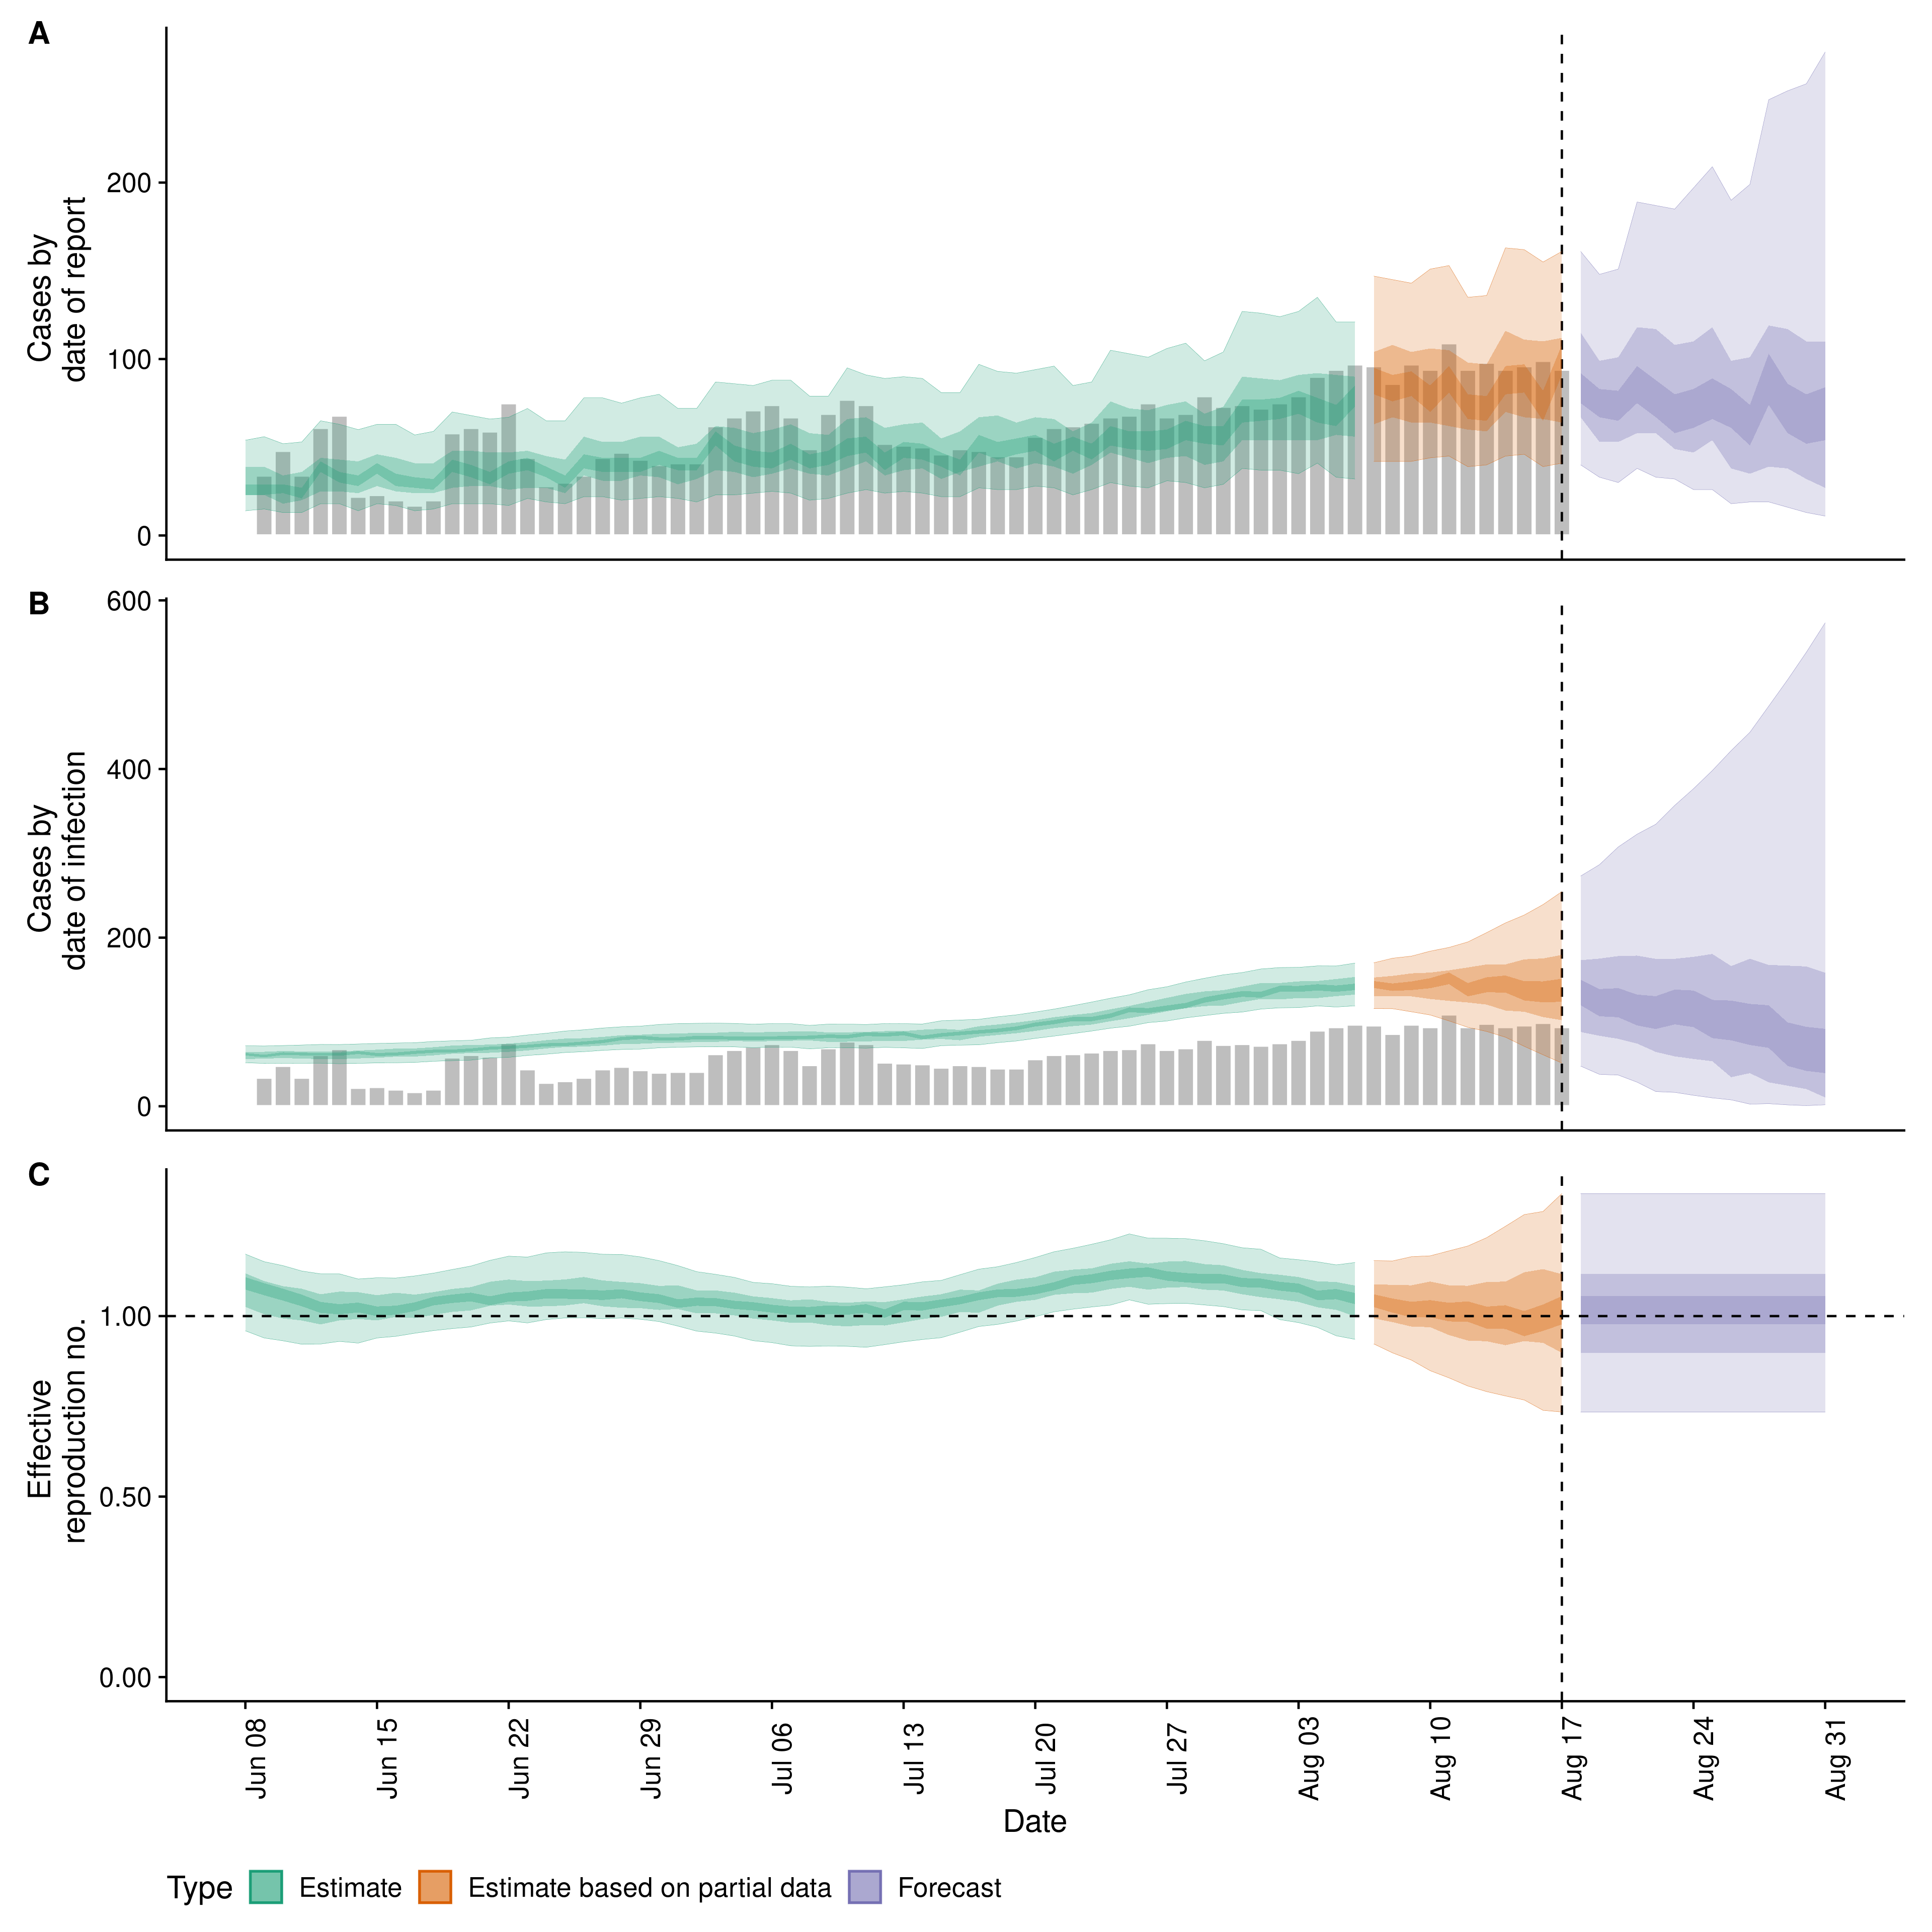 A
Cases by
date of report
200
100
0
B
Cases by
date of infection
600
400
200
0
C
Effective
reproduction no.
1.00
0.50
0.00
Jun 08
Jun 15
Jun 22
Jun 29
Jul 06
Jul 13
Jul 20
Jul 27
Aug 03
Aug 10
Aug 17
Aug 24
Aug 31
Date
Type Estimate Estimate based on partial data Forecast